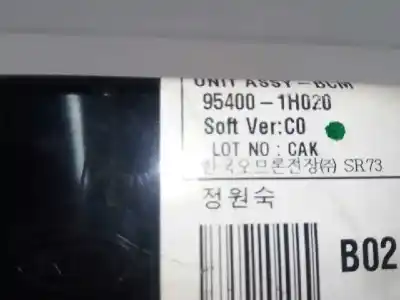 UNIT ASSY-BCM
95400-1H020
Soft Ver:C0
LOT NO : CAK
한국오므론전장㈜ SR73
정원숙
B02